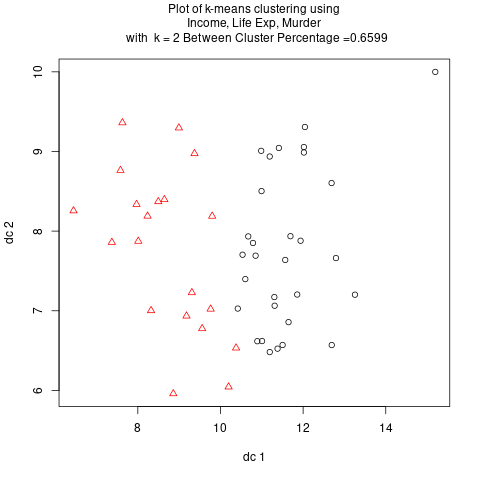 Plot of k-means clustering using
Income, Life Exp, Murder
with  k = 2 Between Cluster Percentage =0.6599
10
9
8
7
6
dc 2
8 10 12 14
dc 1